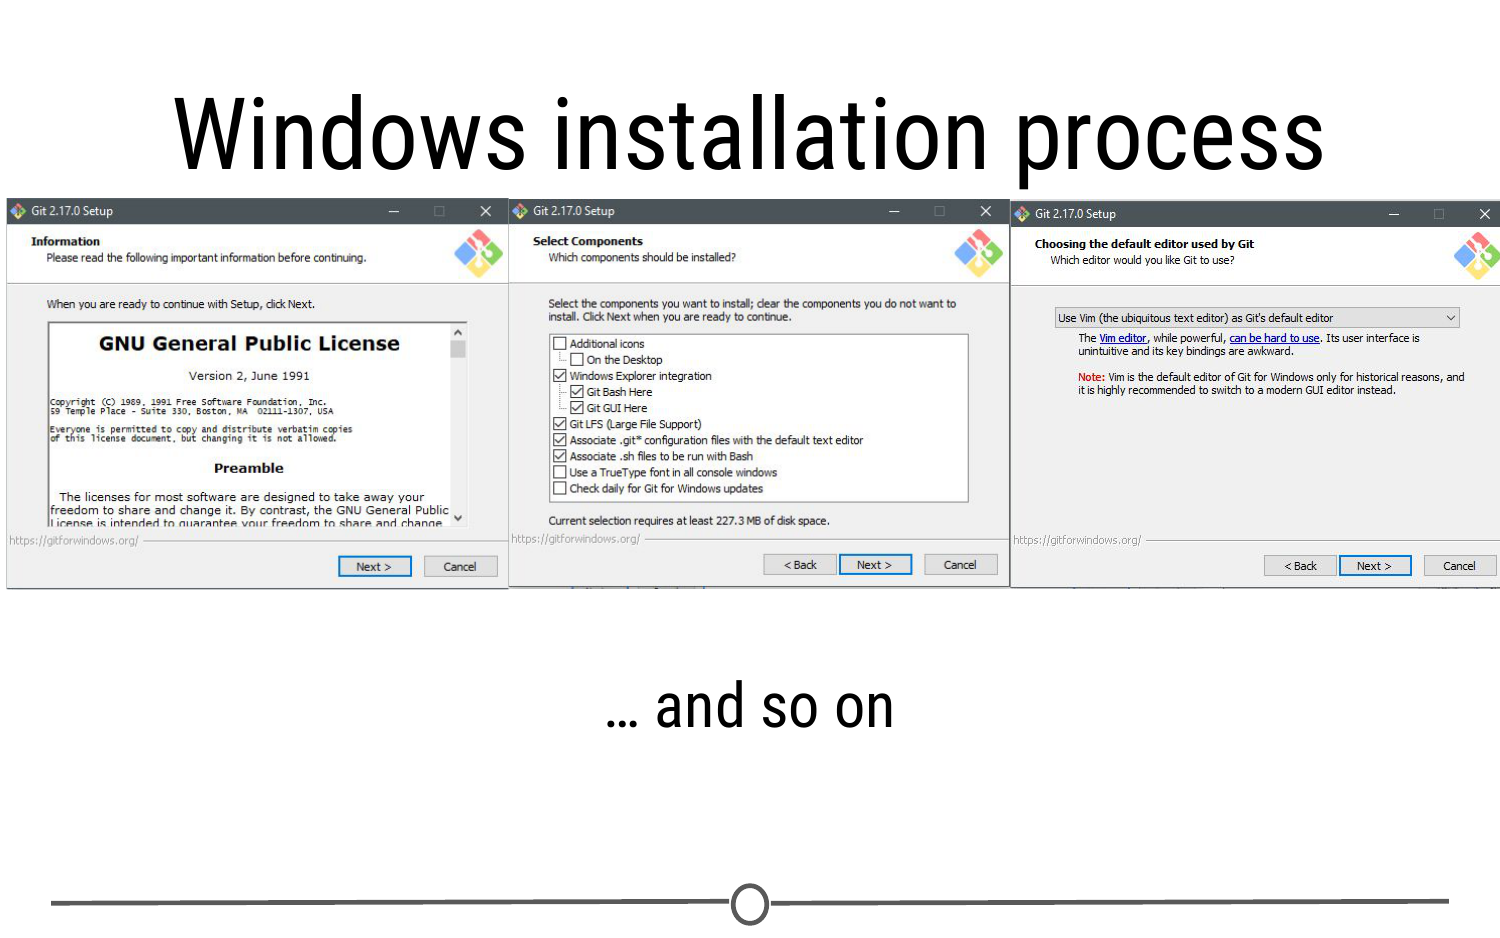 Windows installation process
Git 2.17.0 Setup
Information
Please read the following important information before continuing.
When you are ready to continue with Setup, click Next.
GNU General Public License
Version 2, June 1991
Copyright (C) 1989, 1991 Free Software Foundation, Inc.
59 Temple Place - Suite 330, Boston, MA 02111-1307, USA
Everyone is permitted to copy and distribute verbatim copies
of this license document, but changing it is not allowed.
Preamble
The licenses for most software are designed to take away your
freedom to share and change it. By contrast, the GNU General Public
License is intended to guarantee your freedom to share and change
https://gitforwindows.org/
Next >
Cancel
Git 2.17.0 Setup
Select Components
Which components should be installed?
Select the components you want to install; clear the components you do not want to
install. Click Next when you are ready to continue.
Additional icons
On the Desktop
Windows Explorer integration
Git Bash Here
Git GUI Here
Git LFS (Large File Support)
Associate .git* configuration files with the default text editor
Associate .sh files to be run with Bash
Use a TrueType font in all console windows
Check daily for Git for Windows updates
Current selection requires at least 227.3 MB of disk space.
https://gitforwindows.org/
< Back
Next >
Cancel
Git 2.17.0 Setup
Choosing the default editor used by Git
Which editor would you like Git to use?
Use Vim (the ubiquitous text editor) as Git's default editor
The Vim editor, while powerful, can be hard to use. Its user interface is
unintuitive and its key bindings are awkward.
Note: Vim is the default editor of Git for Windows only for historical reasons, and
it is highly recommended to switch to a modern GUI editor instead.
https://gitforwindows.org/
< Back
Next >
Cancel
... and so on